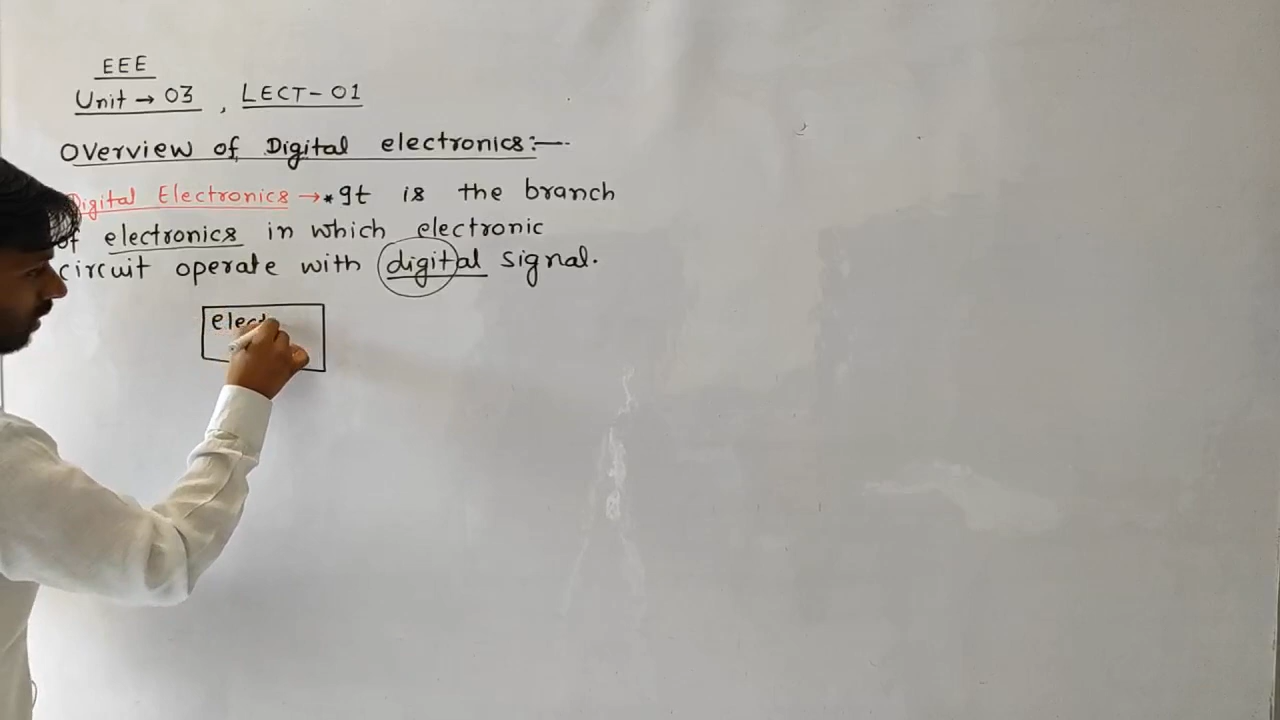 EEE
Unit → 03 , LECT - 01
Overview of Digital electronics:—
Digital Electronics → * It is the branch
of electronics in which electronic
circuit operate with digital signal.
elect